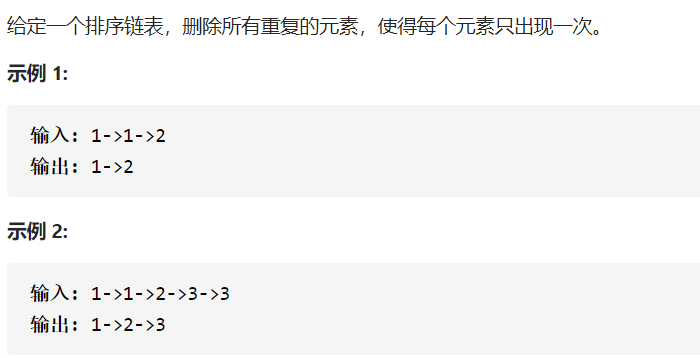 给定一个排序链表，删除所有重复的元素，使得每个元素只出现一次。
示例 1:
输入: 1->1->2
输出: 1->2
示例 2:
输入: 1->1->2->3->3
输出: 1->2->3